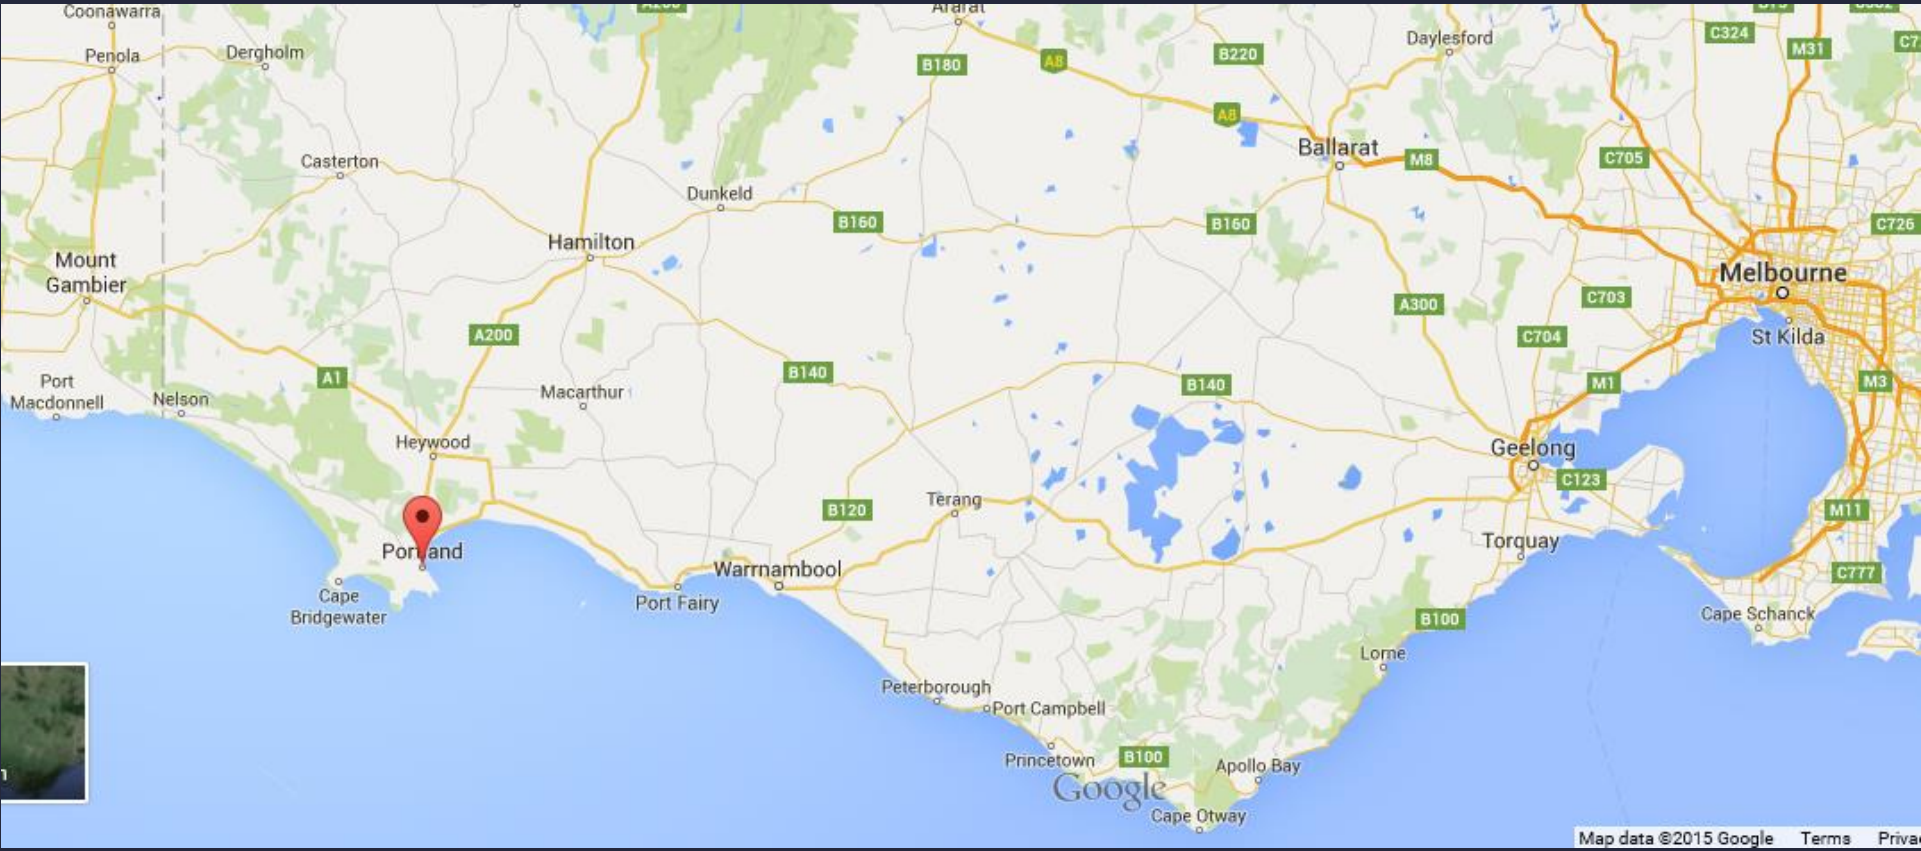 Coonawarra
A200
Ararat
Penola
Dergholm
B180
A8
B220
Daylesford
C324
M31
A8
Casterton
Ballarat
M8
C705
Dunkeld
B160
B160
C726
Hamilton
Mount
Gambier
Melbourne
A300
C703
A200
C704
St Kilda
A1
B140
B140
M1
M3
Port
Macdonnell
Nelson
Macarthur
Heywood
Geelong
C123
Terang
B120
M11
Portland
Torquay
Warrnambool
C777
Cape
Bridgewater
Port Fairy
B100
Cape Schanck
Lorne
Peterborough
Port Campbell
Princetown
B100
Apollo Bay
Google
Cape Otway
Map data ©2015 Google Terms